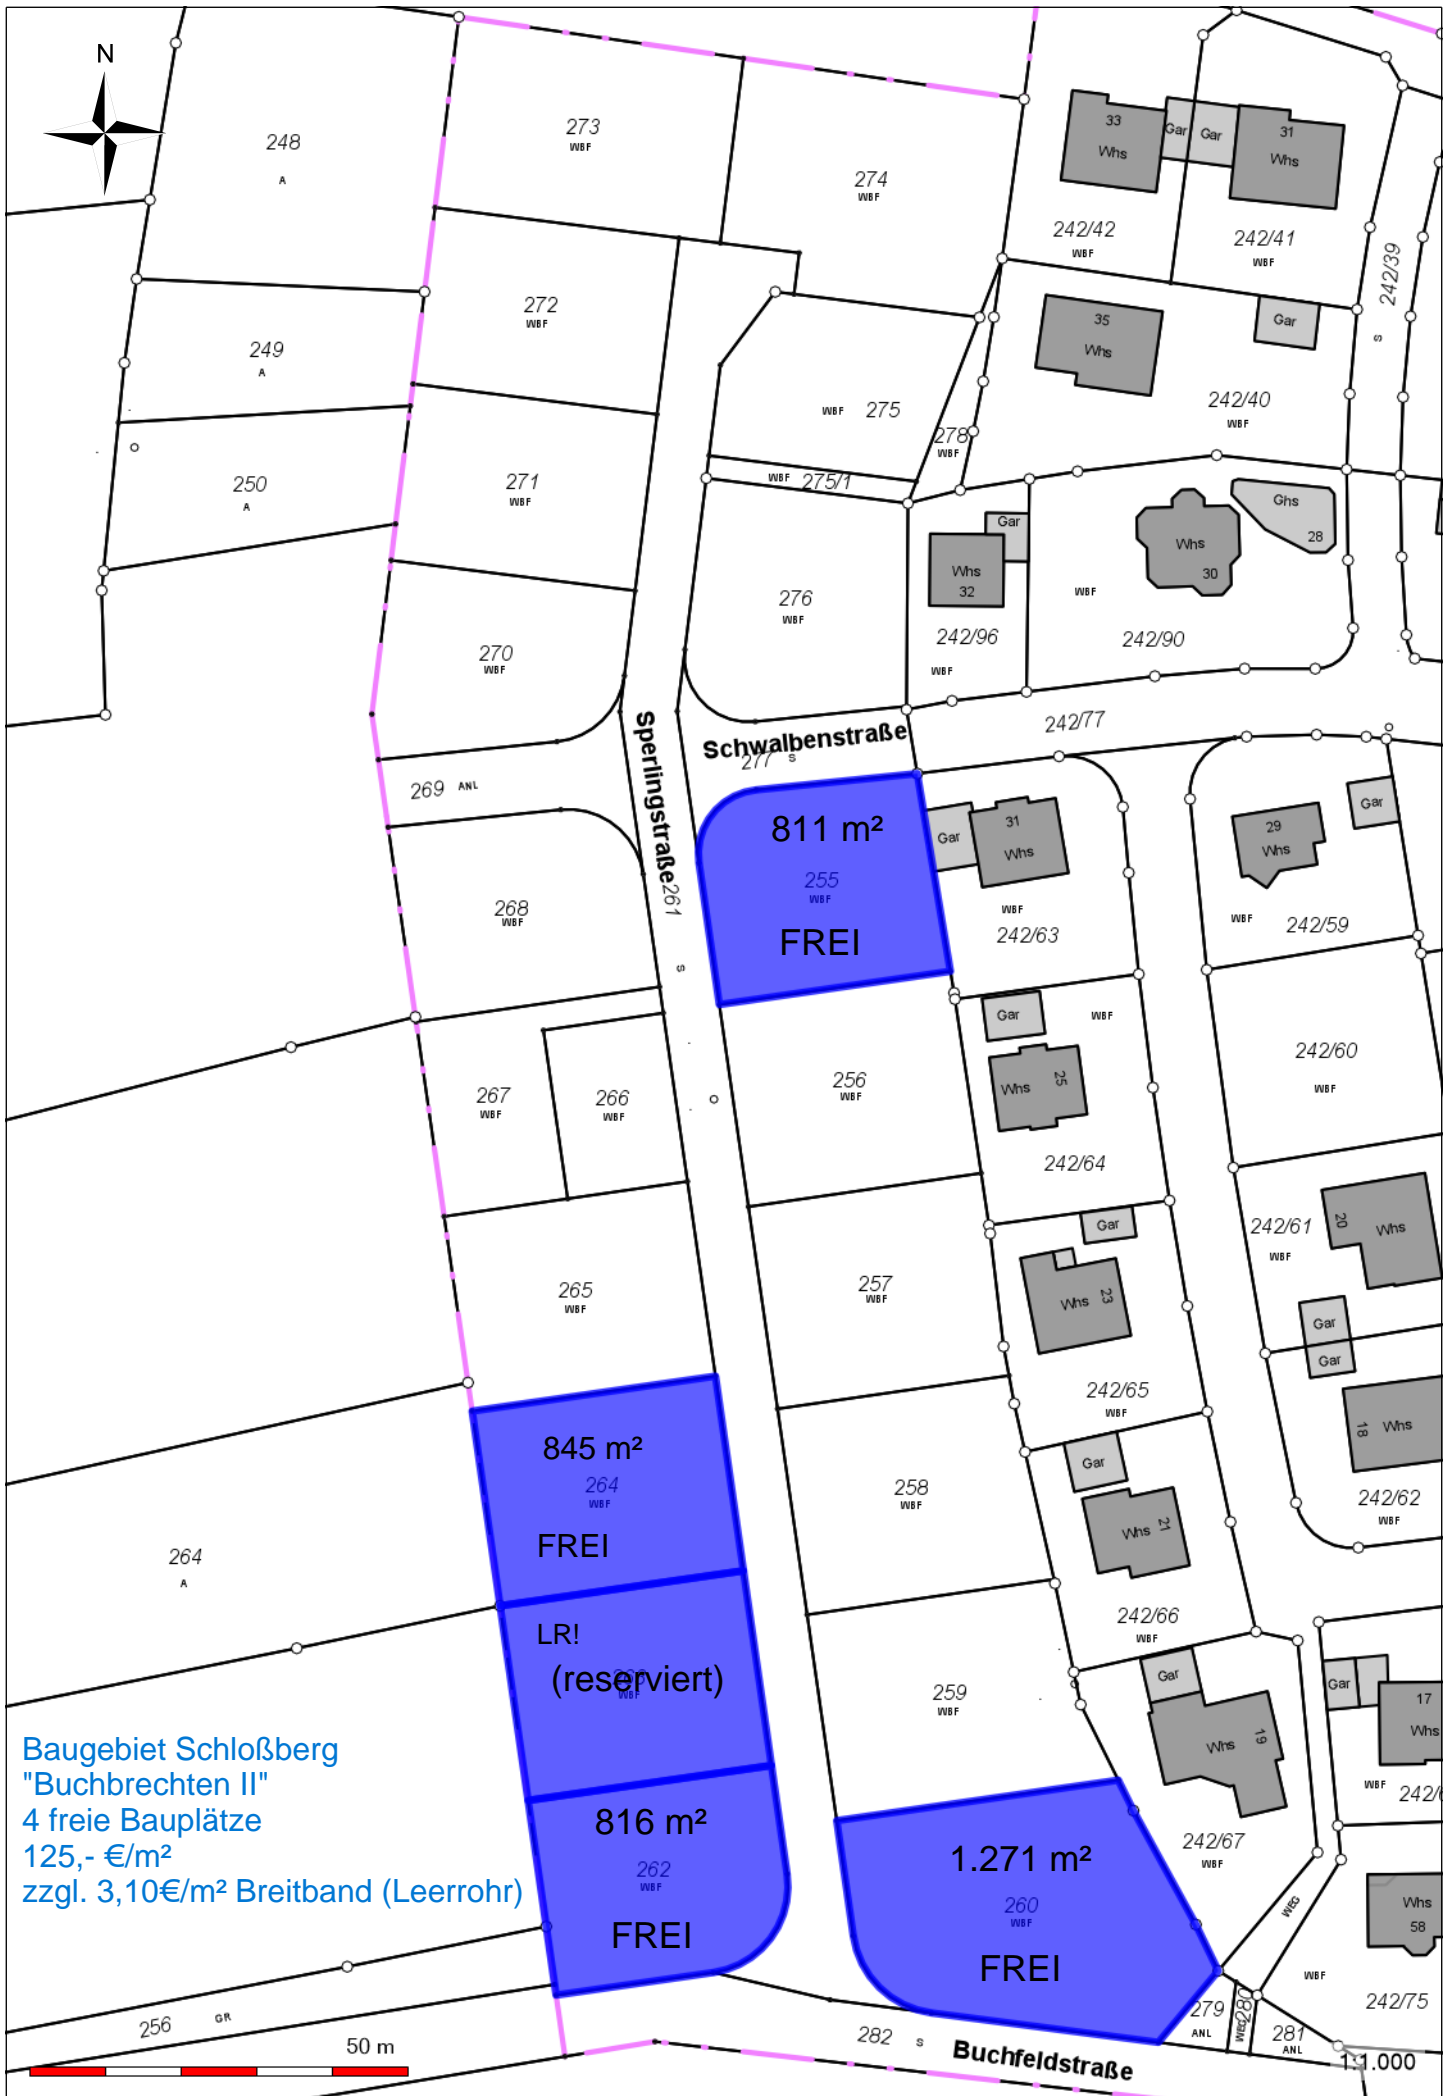 N
248
A
273
WBF
274
WBF
33
Whs
Gar
Gar
31
Whs
242/42
WBF
242/41
WBF
242/39
S
272
WBF
249
A
35
Whs
Gar
242/40
WBF
WBF 275
278
WBF
WBF 275/1
250
A
271
WBF
Gar
Whs
32
242/96
WBF
Ghs
28
Whs
30
WBF
242/90
276
WBF
270
WBF
Sperlingstraße
261
S
Schwalbenstraße
277 S
242/77
269 ANL
811 m²
255
WBF
FREI
Gar
31
Whs
WBF
242/63
29
Whs
Gar
WBF
242/59
268
WBF
Gar
WBF
Whs 25
242/64
242/60
WBF
267
WBF
266
WBF
256
WBF
265
WBF
257
WBF
Gar
Whs 23
242/65
WBF
242/61
WBF
20
Whs
Gar
Gar
18
Whs
242/62
WBF
845 m²
264
WBF
FREI
258
WBF
Gar
Whs 21
242/66
WBF
264
A
LR!
(reserviert)
WBF
259
WBF
Gar
Whs 19
242/67
WBF
Gar
17
Whs
WBF
242/6
Baugebiet Schloßberg
"Buchbrechten II"
4 freie Bauplätze
125,- €/m²
zzgl. 3,10€/m² Breitband (Leerrohr)
816 m²
262
WBF
FREI
1.271 m²
260
WBF
FREI
WEG
Whs
58
WBF
242/75
279
ANL
WEG
280
281
ANL
256 GR
282 S
Buchfeldstraße
50 m
1:1.000